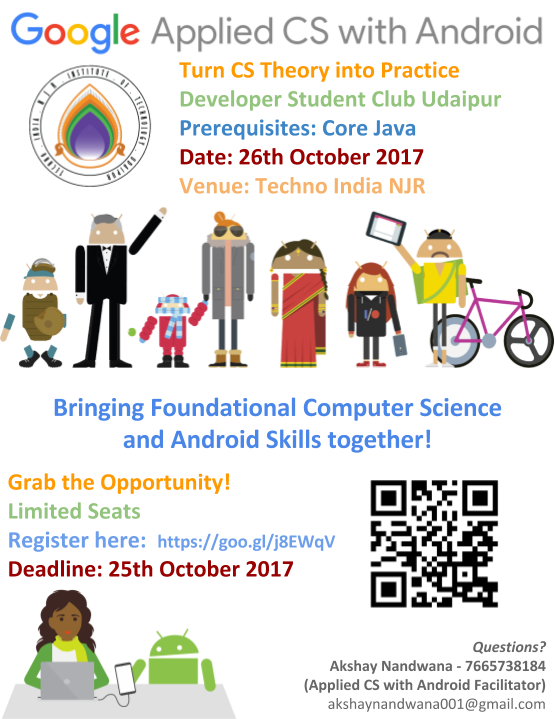 Google Applied CS with Android
TECHNO INDIA N.J.R. INSTITUTE OF TECHNOLOGY UDAIPUR
Turn CS Theory into Practice
Developer Student Club Udaipur
Prerequisites: Core Java
Date: 26th October 2017
Venue: Techno India NJR
Bringing Foundational Computer Science
and Android Skills together!
Grab the Opportunity!
Limited Seats
Register here: https://goo.gl/j8EWqV
Deadline: 25th October 2017
Questions?
Akshay Nandwana - 7665738184
(Applied CS with Android Facilitator)
akshaynandwana001@gmail.com